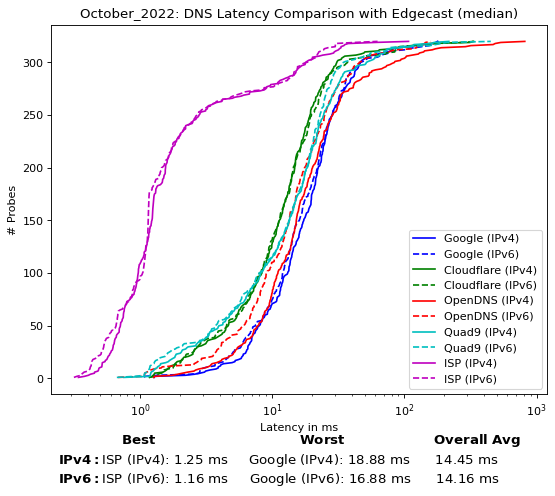 October_2022: DNS Latency Comparison with Edgecast (median)
# Probes
300
250
200
150
100
50
0
Google (IPv4)
Google (IPv6)
Cloudflare (IPv4)
Cloudflare (IPv6)
OpenDNS (IPv4)
OpenDNS (IPv6)
Quad9 (IPv4)
Quad9 (IPv6)
ISP (IPv4)
ISP (IPv6)
10⁰ 10¹ 10² 10³
Latency in ms
Best Worst Overall Avg
IPv4: ISP (IPv4): 1.25 ms Google (IPv4): 18.88 ms 14.45 ms
IPv6: ISP (IPv6): 1.16 ms Google (IPv6): 16.88 ms 14.16 ms